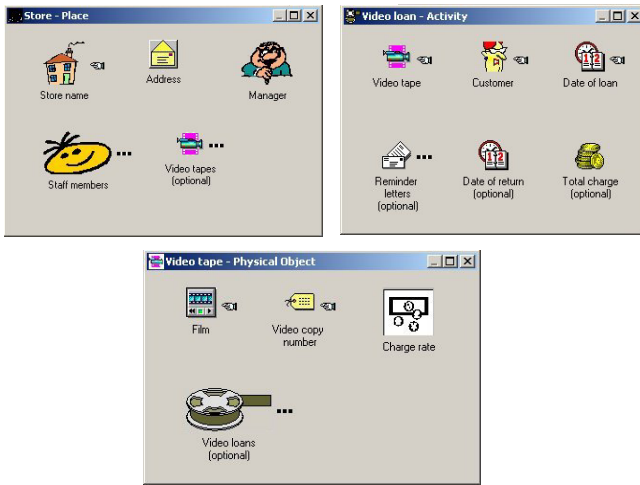 Store - Place
Store name
Address
Manager
Staff members
Video tapes
(optional)
Video loan - Activity
Video tape
Customer
Date of loan
Reminder
letters
(optional)
Date of return
(optional)
Total charge
(optional)
Video tape - Physical Object
Film
Video copy
number
Charge rate
Video loans
(optional)